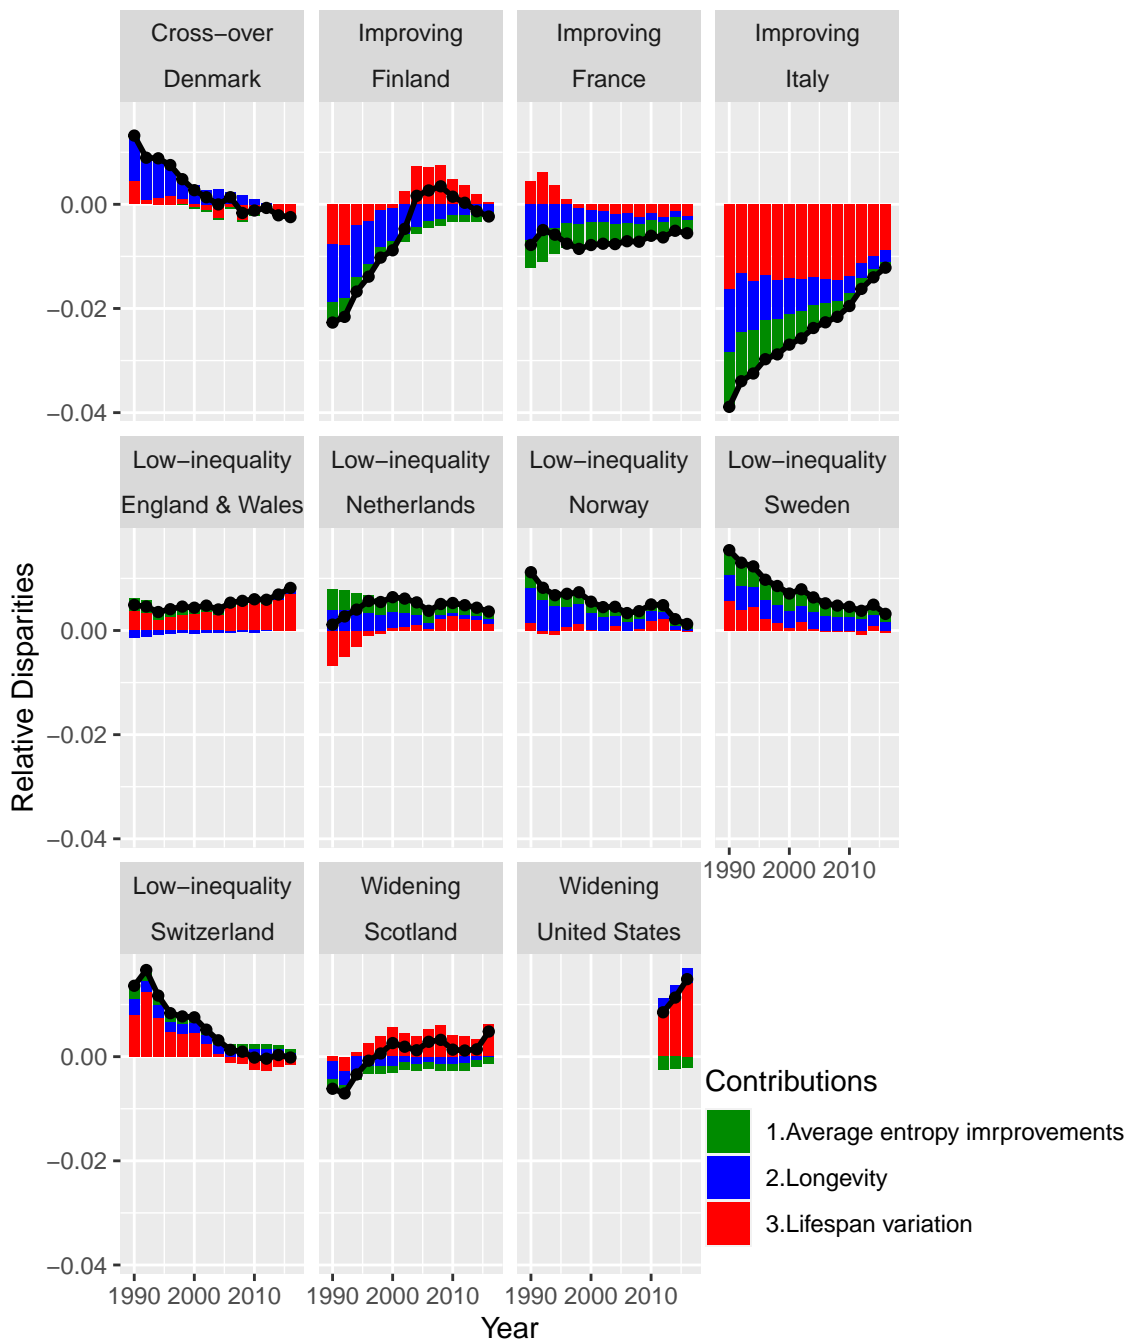 Cross−over
Denmark
Improving
Finland
Improving
France
Improving
Italy
0.00
−0.02
−0.04
Low−inequality
England & Wales
Low−inequality
Netherlands
Low−inequality
Norway
Low−inequality
Sweden
0.00
−0.02
−0.04
1990 2000 2010
Relative Disparities
Low−inequality
Switzerland
Widening
Scotland
Widening
United States
0.00
−0.02
−0.04
1990 2000 2010
1990 2000 2010
1990 2000 2010
Year
Contributions
1.Average entropy imrprovements
2.Longevity
3.Lifespan variation